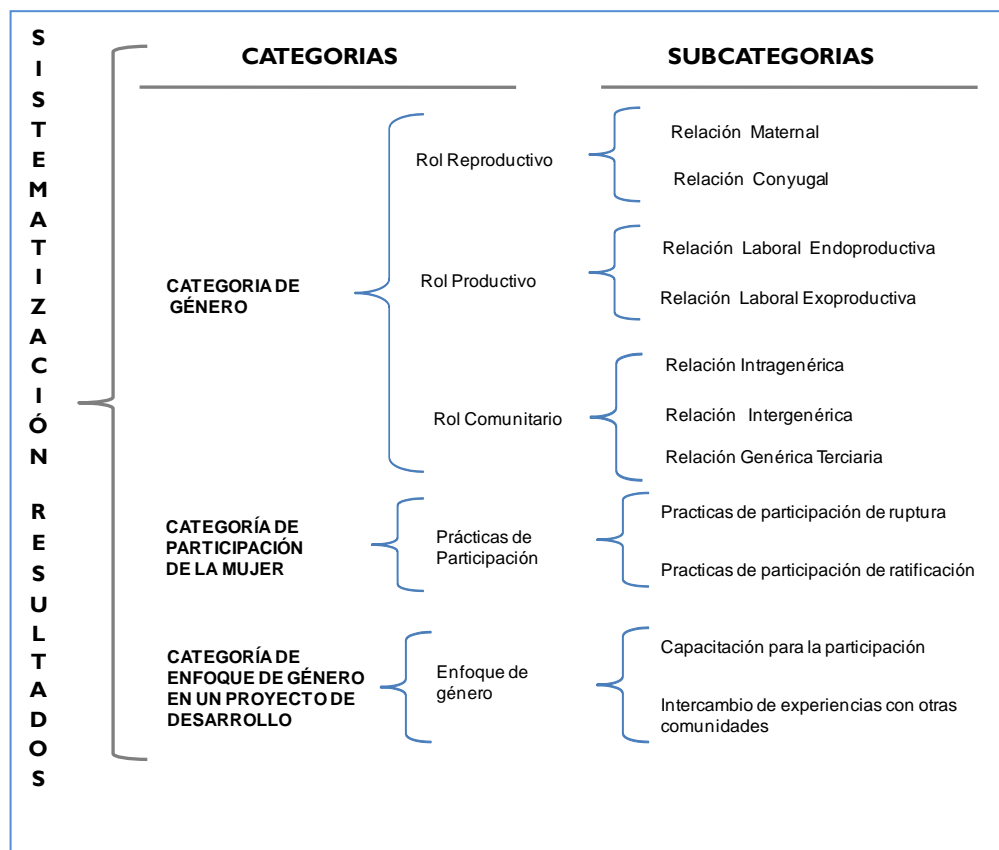 SISTEMATIZACIÓN RESULTADOS
CATEGORIAS
SUBCATEGORIAS
CATEGORIA DE
GÉNERO
Rol Reproductivo
Relación Maternal
Relación Conyugal
Rol Productivo
Relación Laboral Endoproductiva
Relación Laboral Exoproductiva
Rol Comunitario
Relación Intragenérica
Relación Intergenérica
Relación Genérica Terciaria
CATEGORÍA DE
PARTICIPACIÓN
DE LA MUJER
Prácticas de
Participación
Practicas de participación de ruptura
Practicas de participación de ratificación
CATEGORÍA DE
ENFOQUE DE GÉNERO
EN UN PROYECTO DE
DESARROLLO
Enfoque de
género
Capacitación para la participación
Intercambio de experiencias con otras
comunidades